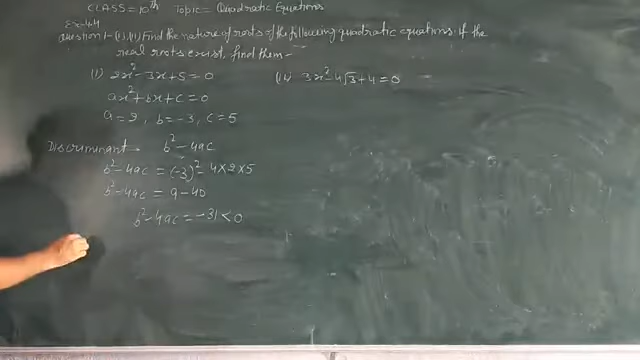 CLASS = 10th Topic = Quadratic Equations
Ex-4.4
Question 1- (i), (ii) Find the nature of roots of the following quadratic equations. if the
real roots exist, find them -
(i) 2x² - 3x + 5 = 0
(ii) 3x² - 4√3 + 4 = 0
ax² + bx + c = 0
a = 2, b = -3, c = 5
Discriminant - b² - 4ac
b² - 4ac = (-3)² - 4 × 2 × 5
b² - 4ac = 9 - 40
b² - 4ac = -31 < 0